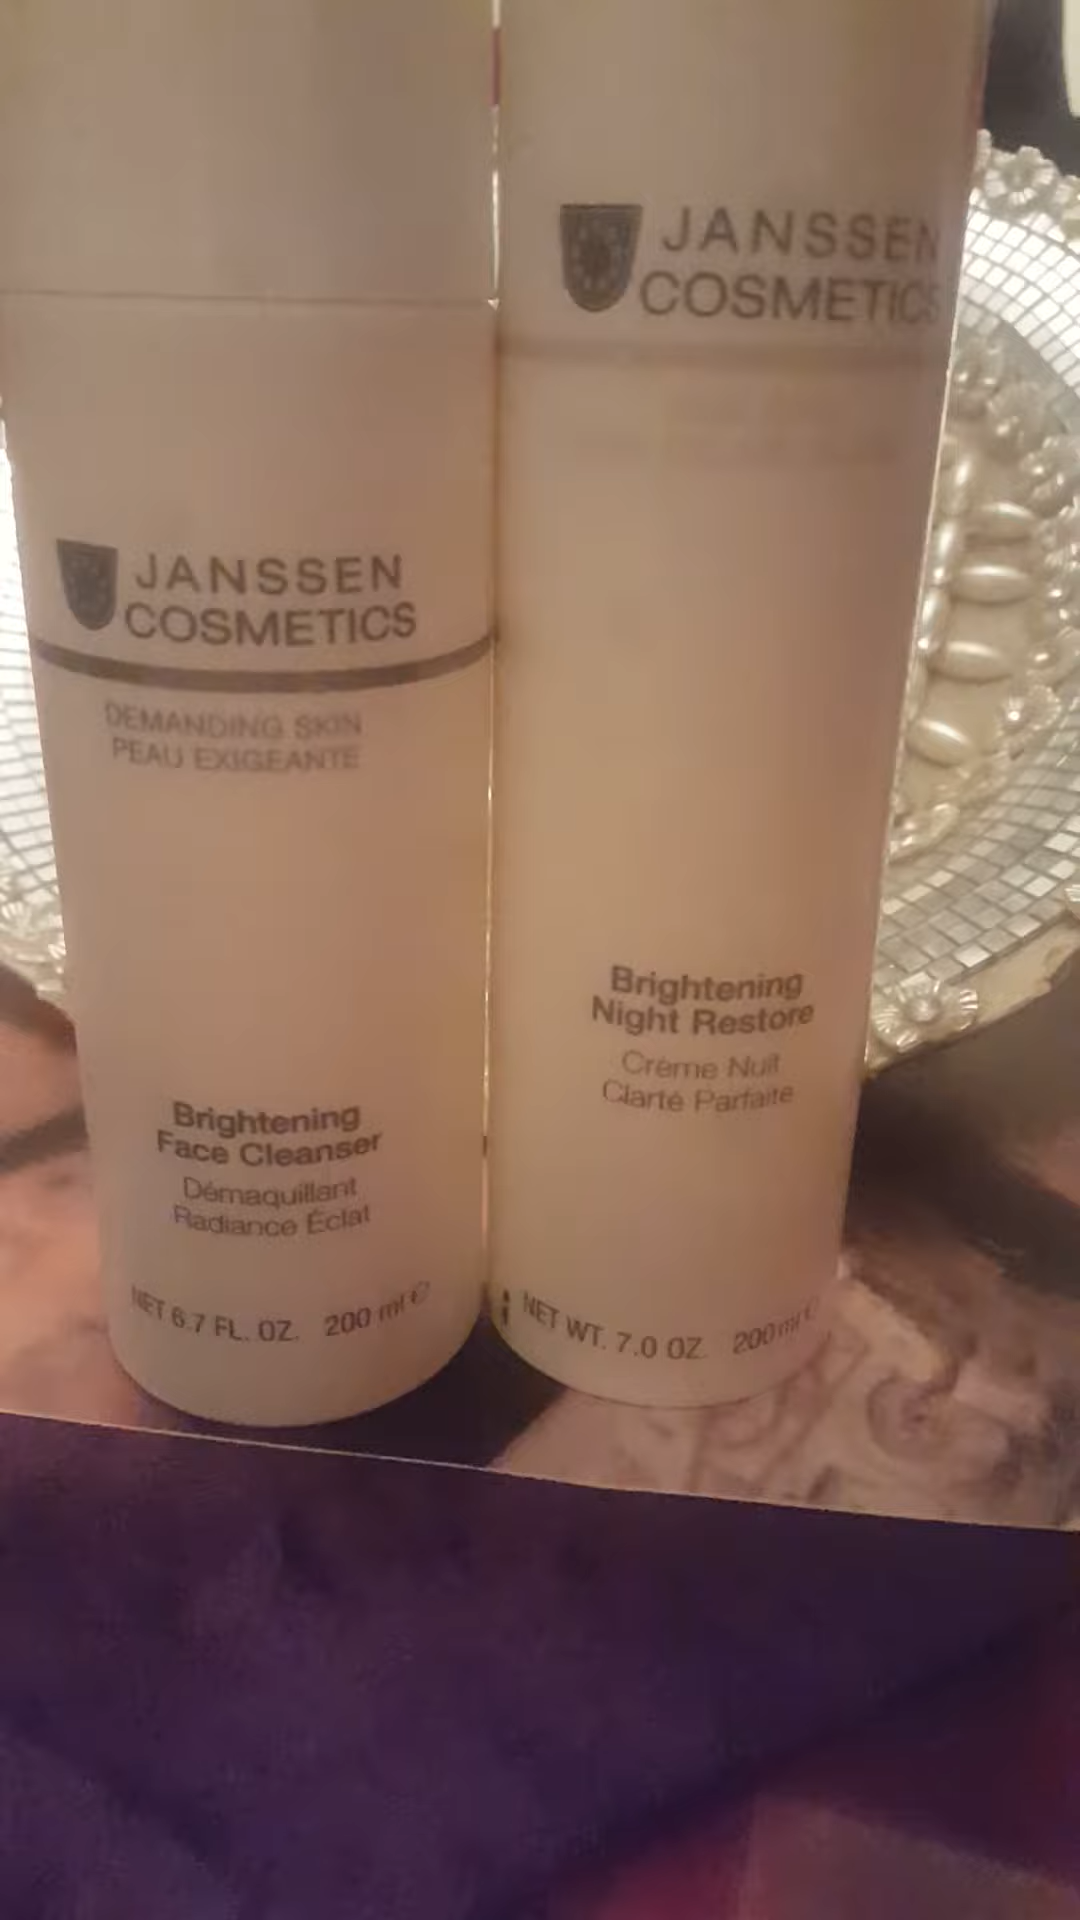 JANSSEN
COSMETICS
DEMANDING SKIN
PEAU EXIGEANTE
Brightening
Face Cleanser
Démaquillant
Radiance Éclat
NET 6.7 FL. OZ. 200 ml e
JANSSEN
COSMETICS
Brightening
Night Restore
Crème Nuit
Clarté Parfaite
NET WT. 7.0 OZ. 200 ml e